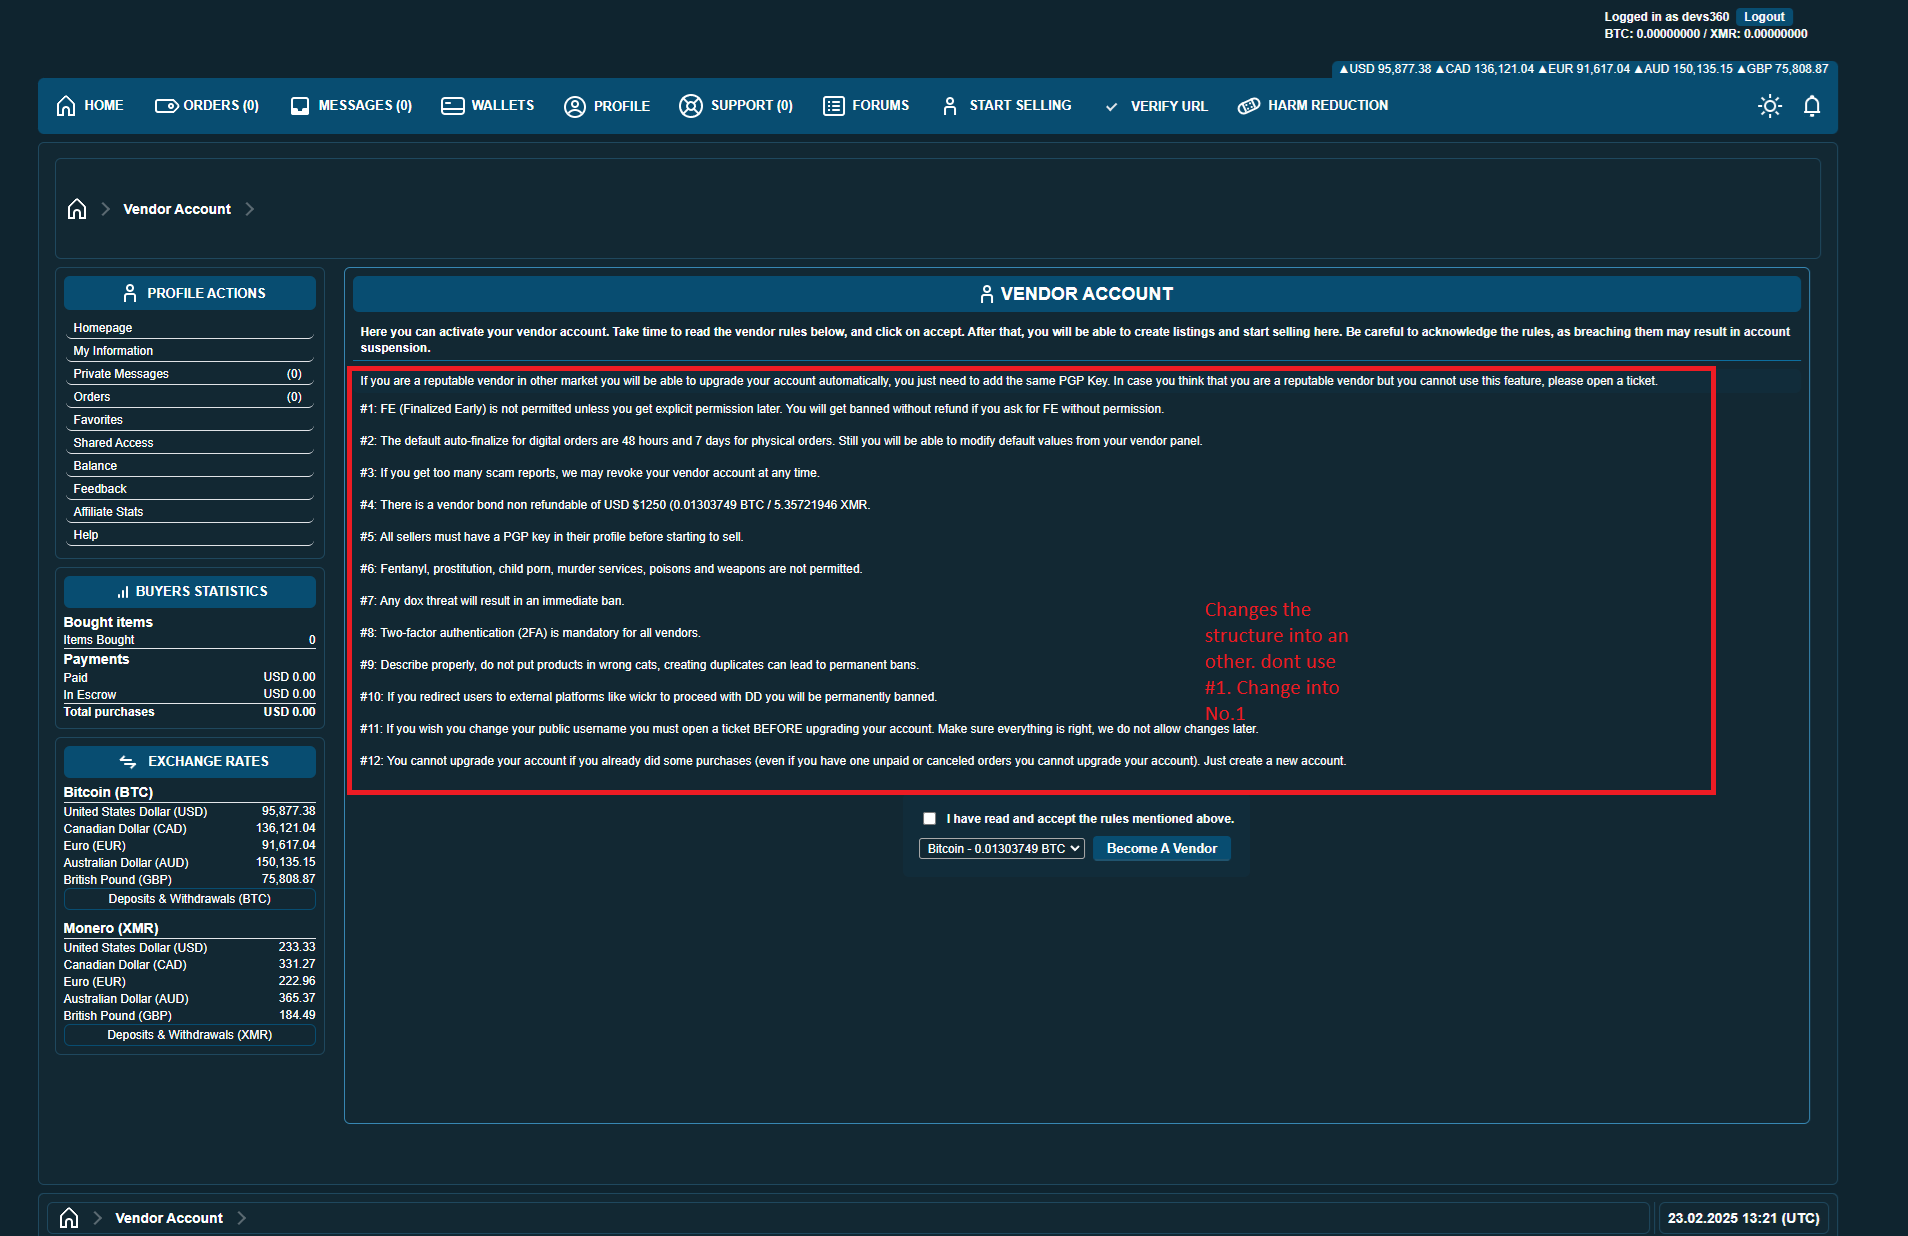 Logged in as devs360 Logout
BTC: 0.00000000 / XMR: 0.00000000
▲USD 95,877.38 ▲CAD 136,121.04 ▲EUR 91,617.04 ▲AUD 150,135.15 ▲GBP 75,808.87
HOME ORDERS (0) MESSAGES (0) WALLETS PROFILE SUPPORT (0) FORUMS START SELLING VERIFY URL HARM REDUCTION
Vendor Account
PROFILE ACTIONS
Homepage
My Information
Private Messages (0)
Orders (0)
Favorites
Shared Access
Balance
Feedback
Affiliate Stats
Help
BUYERS STATISTICS
Bought items
Items Bought 0
Payments
Paid USD 0.00
In Escrow USD 0.00
Total purchases USD 0.00
EXCHANGE RATES
Bitcoin (BTC)
United States Dollar (USD) 95,877.38
Canadian Dollar (CAD) 136,121.04
Euro (EUR) 91,617.04
Australian Dollar (AUD) 150,135.15
British Pound (GBP) 75,808.87
Deposits & Withdrawals (BTC)
Monero (XMR)
United States Dollar (USD) 233.33
Canadian Dollar (CAD) 331.27
Euro (EUR) 222.96
Australian Dollar (AUD) 365.37
British Pound (GBP) 184.49
Deposits & Withdrawals (XMR)
VENDOR ACCOUNT
Here you can activate your vendor account. Take time to read the vendor rules below, and click on accept. After that, you will be able to create listings and start selling here. Be careful to acknowledge the rules, as breaching them may result in account
suspension.
If you are a reputable vendor in other market you will be able to upgrade your account automatically, you just need to add the same PGP Key. In case you think that you are a reputable vendor but you cannot use this feature, please open a ticket.
#1: FE (Finalized Early) is not permitted unless you get explicit permission later. You will get banned without refund if you ask for FE without permission.
#2: The default auto-finalize for digital orders are 48 hours and 7 days for physical orders. Still you will be able to modify default values from your vendor panel.
#3: If you get too many scam reports, we may revoke your vendor account at any time.
#4: There is a vendor bond non refundable of USD $1250 (0.01303749 BTC / 5.35721946 XMR.
#5: All sellers must have a PGP key in their profile before starting to sell.
#6: Fentanyl, prostitution, child porn, murder services, poisons and weapons are not permitted.
#7: Any dox threat will result in an immediate ban.
#8: Two-factor authentication (2FA) is mandatory for all vendors.
#9: Describe properly, do not put products in wrong cats, creating duplicates can lead to permanent bans.
#10: If you redirect users to external platforms like wickr to proceed with DD you will be permanently banned.
#11: If you wish you change your public username you must open a ticket BEFORE upgrading your account. Make sure everything is right, we do not allow changes later.
#12: You cannot upgrade your account if you already did some purchases (even if you have one unpaid or canceled orders you cannot upgrade your account). Just create a new account.
Changes the
structure into an
other. dont use
#1. Change into
No.1
I have read and accept the rules mentioned above.
Bitcoin - 0.01303749 BTC Become A Vendor
Vendor Account
23.02.2025 13:21 (UTC)